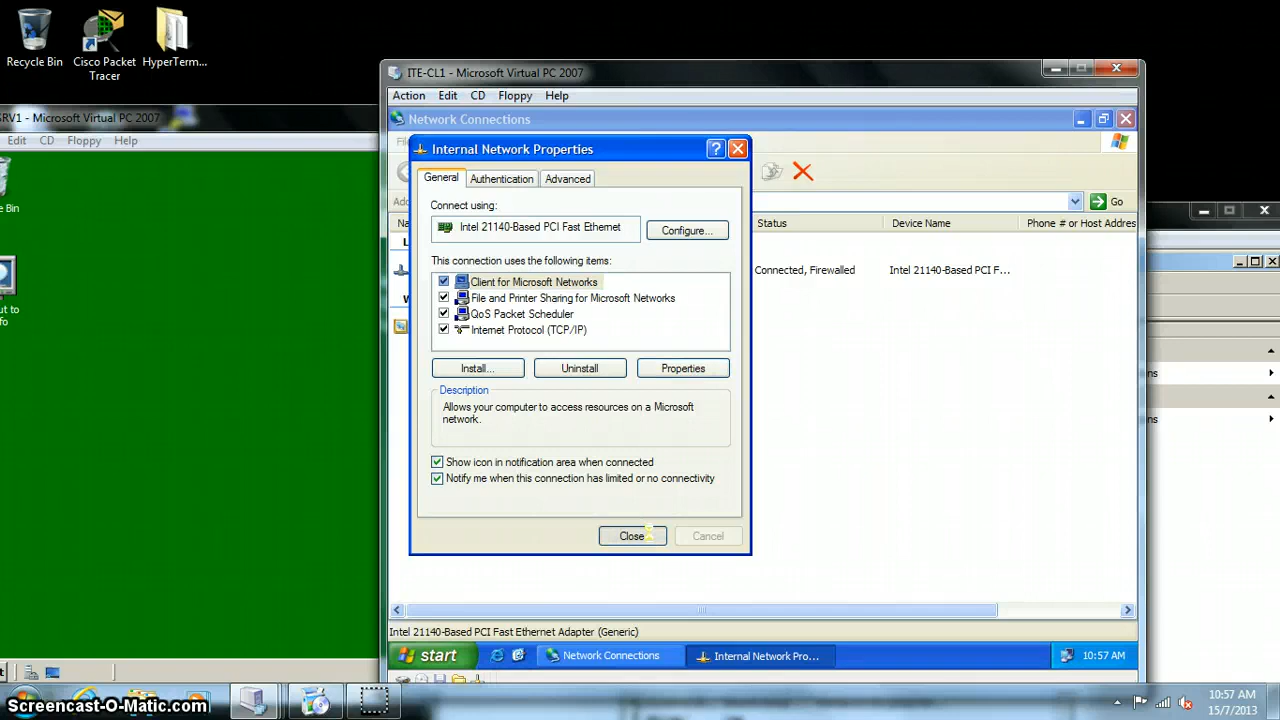 Recycle Bin
Cisco Packet
Tracer
HyperTerm...
SRV1 - Microsoft Virtual PC 2007
Edit CD Floppy Help
Bin
ut to
fo
ITE-CL1 - Microsoft Virtual PC 2007
Action Edit CD Floppy Help
Network Connections
Internal Network Properties
General Authentication Advanced
Connect using:
Intel 21140-Based PCI Fast Ethernet
Configure...
This connection uses the following items:
Client for Microsoft Networks
File and Printer Sharing for Microsoft Networks
QoS Packet Scheduler
Internet Protocol (TCP/IP)
Install... Uninstall Properties
Description
Allows your computer to access resources on a Microsoft
network.
Show icon in notification area when connected
Notify me when this connection has limited or no connectivity
Close Cancel
Go
Status Device Name Phone # or Host Addres
Connected, Firewalled Intel 21140-Based PCI F...
Intel 21140-Based PCI Fast Ethernet Adapter (Generic)
start Network Connections Internal Network Pro... 10:57 AM
ns
ns
Screencast-O-Matic.com
10:57 AM
15/7/2013